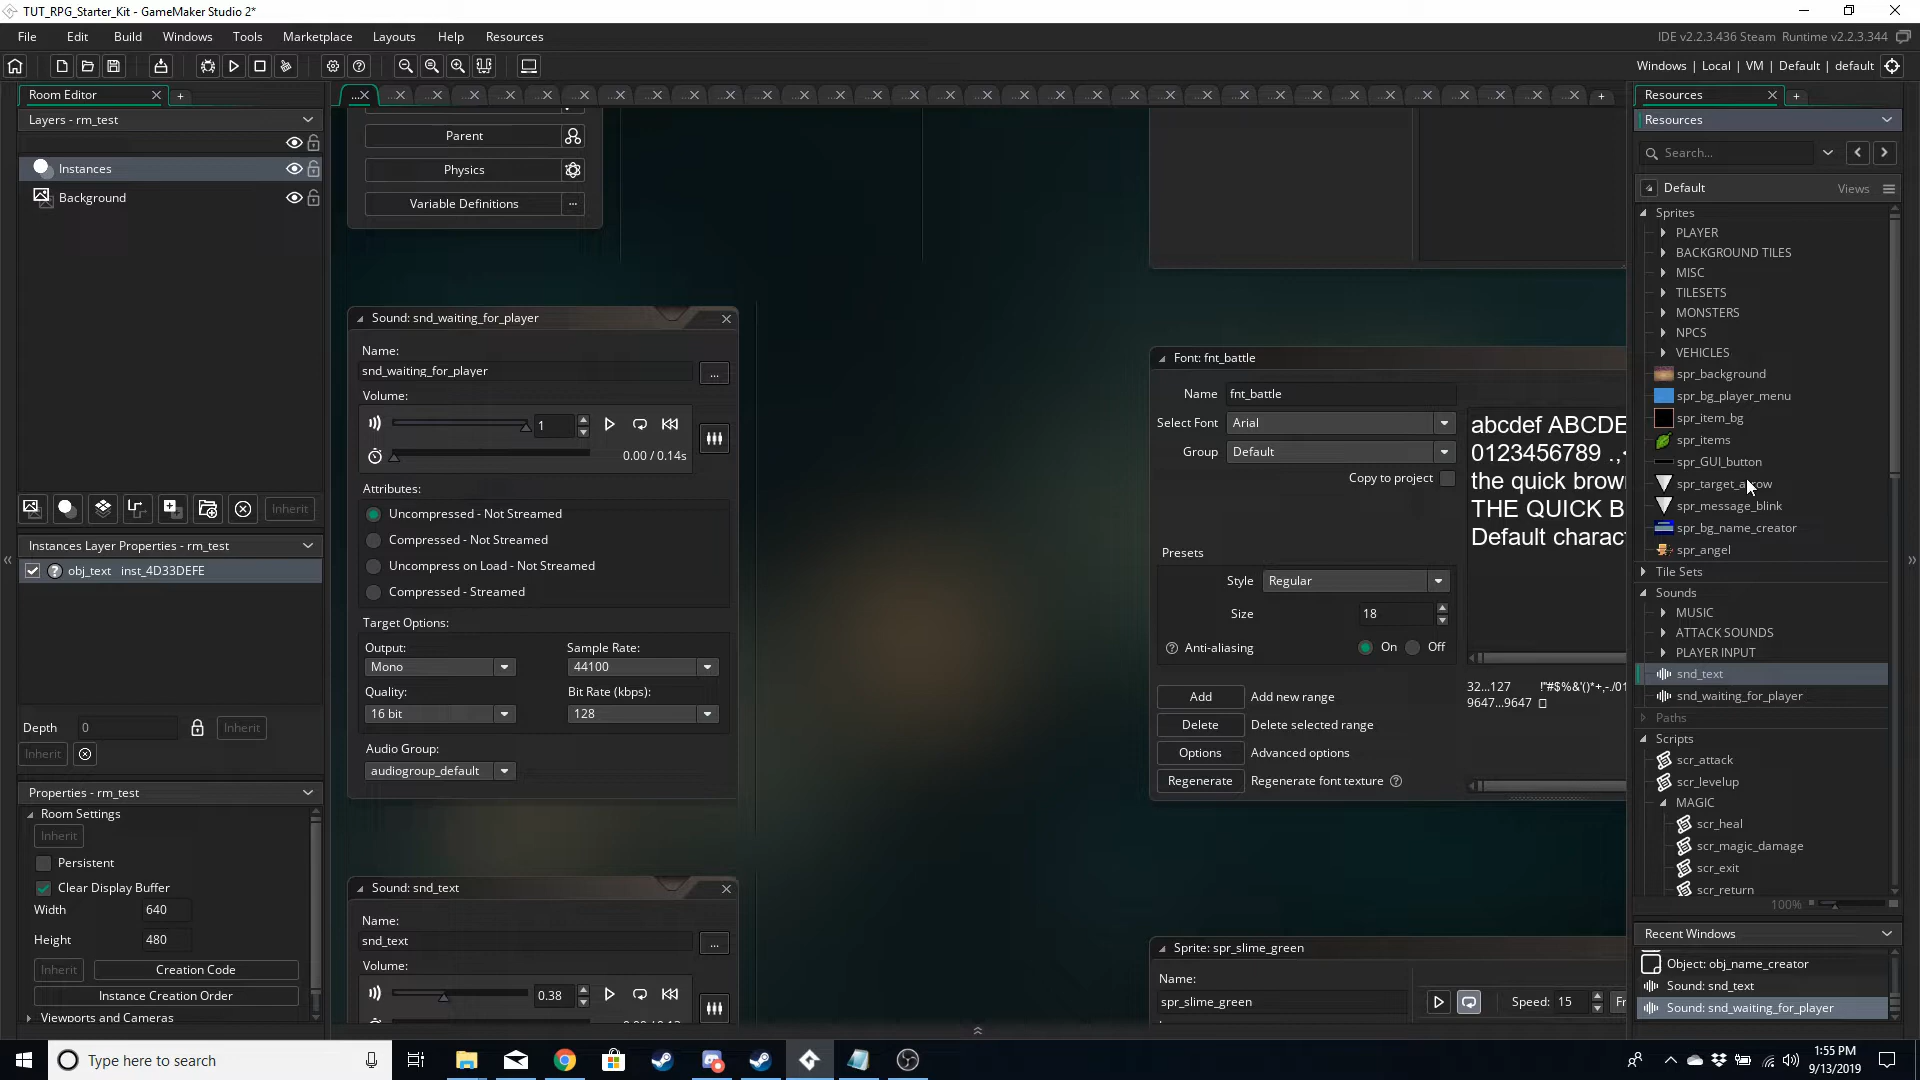 TUT_RPG_Starter_Kit - GameMaker Studio 2*
File Edit Build Windows Tools Marketplace Layouts Help Resources
IDE v2.2.3.436 Steam Runtime v2.2.3.344
Windows | Local | VM | Default | default
Room Editor
Layers - rm_test
Instances
Background
Inherit
Instances Layer Properties - rm_test
obj_text inst_4D33DEFE
Depth 0 Inherit
Inherit
Properties - rm_test
Room Settings
Inherit
Persistent
Clear Display Buffer
Width 640
Height 480
Inherit Creation Code
Instance Creation Order
Viewports and Cameras
Parent
Physics
Variable Definitions ...
Sound: snd_waiting_for_player
Name:
snd_waiting_for_player ...
Volume:
1
0.00 / 0.14s
Attributes:
Uncompressed - Not Streamed
Compressed - Not Streamed
Uncompress on Load - Not Streamed
Compressed - Streamed
Target Options:
Output: Sample Rate:
Mono 44100
Quality: Bit Rate (kbps):
16 bit 128
Audio Group:
audiogroup_default
Sound: snd_text
Name:
snd_text ...
Volume:
0.38
Font: fnt_battle
Name fnt_battle
Select Font Arial
Group Default
Copy to project
Presets
Style Regular
Size 18
Anti-aliasing On Off
Add Add new range
Delete Delete selected range
Options Advanced options
Regenerate Regenerate font texture
abcdef ABCDE
0123456789 .,
the quick brow
THE QUICK B
Default charac
32...127 !"#$%&'()*+,-./01
9647...9647 □
Sprite: spr_slime_green
Name:
spr_slime_green
Speed: 15 Fr
Resources
Resources
Search...
Default Views
Sprites
PLAYER
BACKGROUND TILES
MISC
TILESETS
MONSTERS
NPCS
VEHICLES
spr_background
spr_bg_player_menu
spr_item_bg
spr_items
spr_GUI_button
spr_target_arrow
spr_message_blink
spr_bg_name_creator
spr_angel
Tile Sets
Sounds
MUSIC
ATTACK SOUNDS
PLAYER INPUT
snd_text
snd_waiting_for_player
Paths
Scripts
scr_attack
scr_levelup
MAGIC
scr_heal
scr_magic_damage
scr_exit
scr_return
100%
Recent Windows
Object: obj_name_creator
Sound: snd_text
Sound: snd_waiting_for_player
Type here to search
1:55 PM
9/13/2019